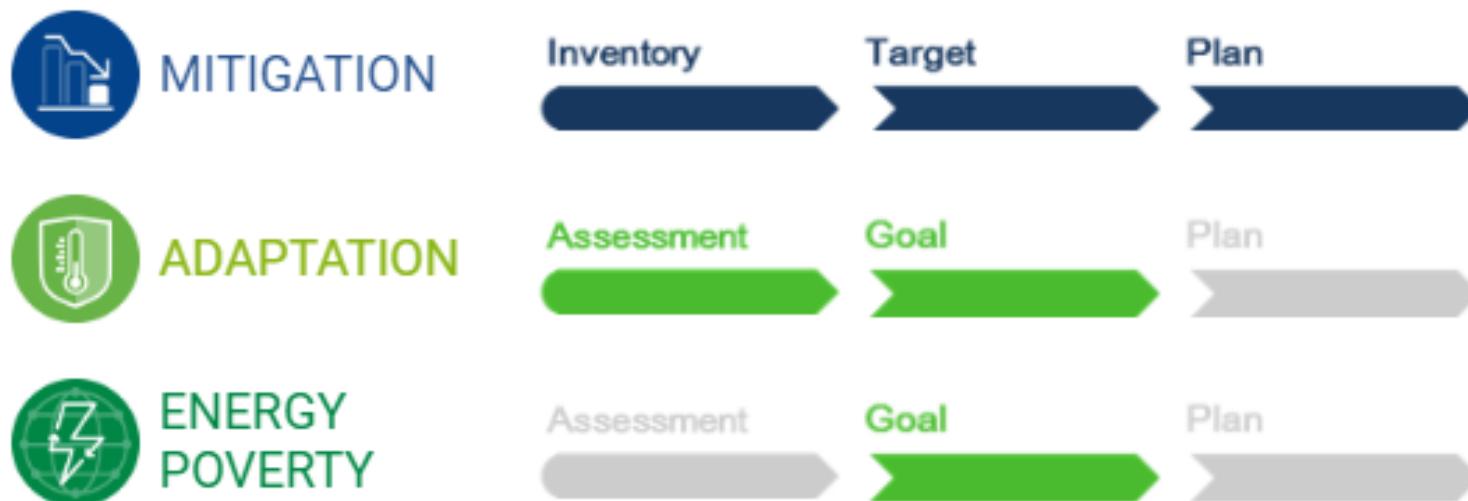 MITIGATION
Inventory Target Plan
ADAPTATION
Assessment Goal Plan
ENERGY
POVERTY
Assessment Goal Plan